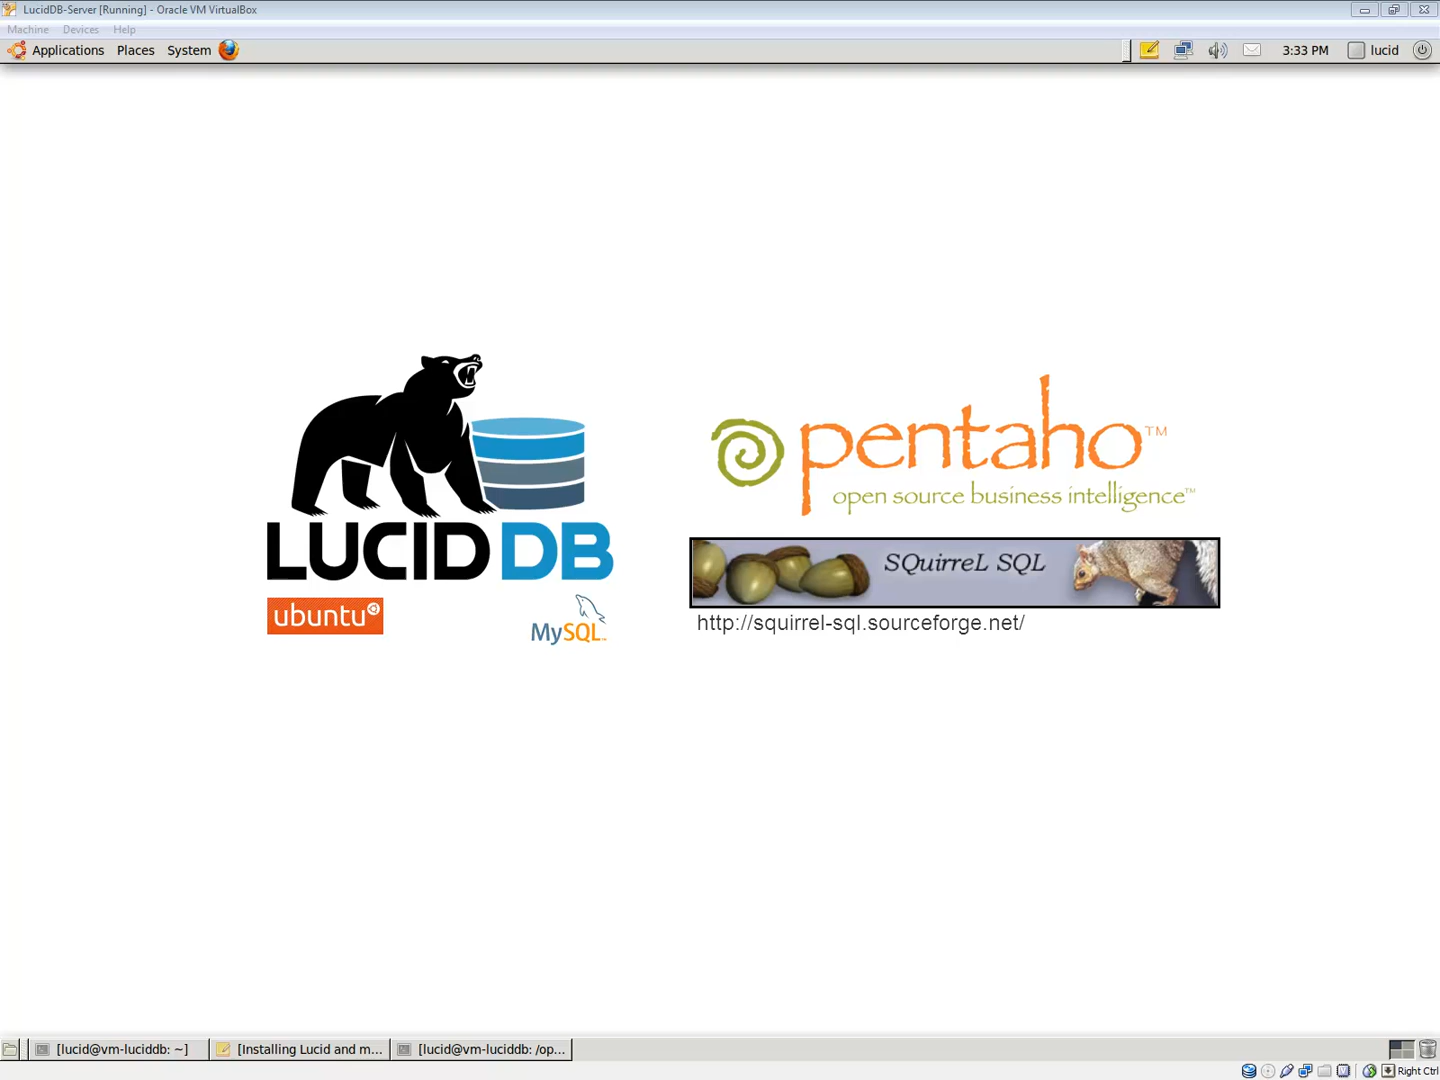 LucidDB-Server [Running] - Oracle VM VirtualBox
Machine Devices Help
Applications Places System 3:33 PM lucid
LUCID DB
ubuntu
MySQL™
pentaho™
open source business intelligence™
SQuirreL SQL
http://squirrel-sql.sourceforge.net/
[lucid@vm-luciddb: ~] [Installing Lucid and m... [lucid@vm-luciddb: /op...
Right Ctrl